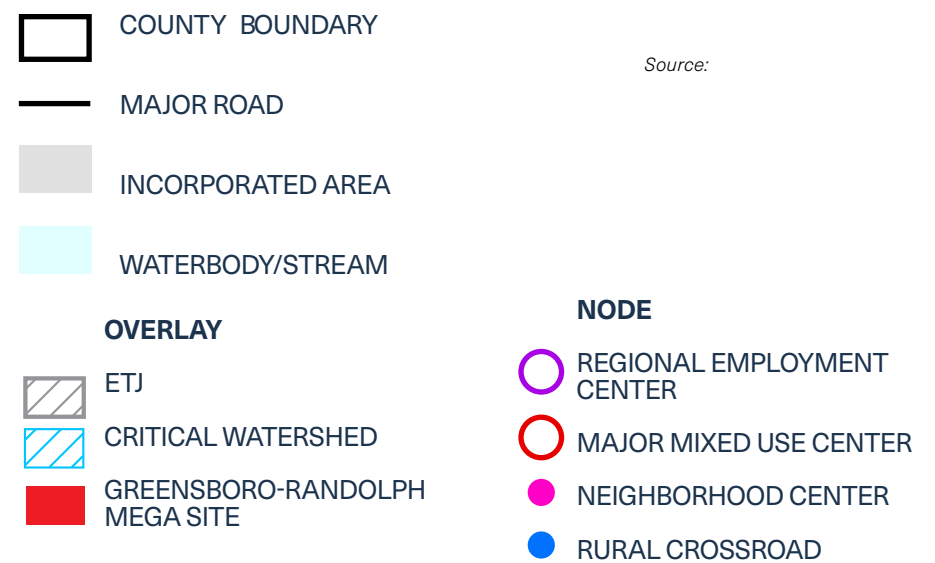 COUNTY BOUNDARY
MAJOR ROAD
INCORPORATED AREA
WATERBODY/STREAM
OVERLAY
ETJ
CRITICAL WATERSHED
GREENSBORO-RANDOLPH
MEGA SITE
Source:
NODE
REGIONAL EMPLOYMENT
CENTER
MAJOR MIXED USE CENTER
NEIGHBORHOOD CENTER
RURAL CROSSROAD